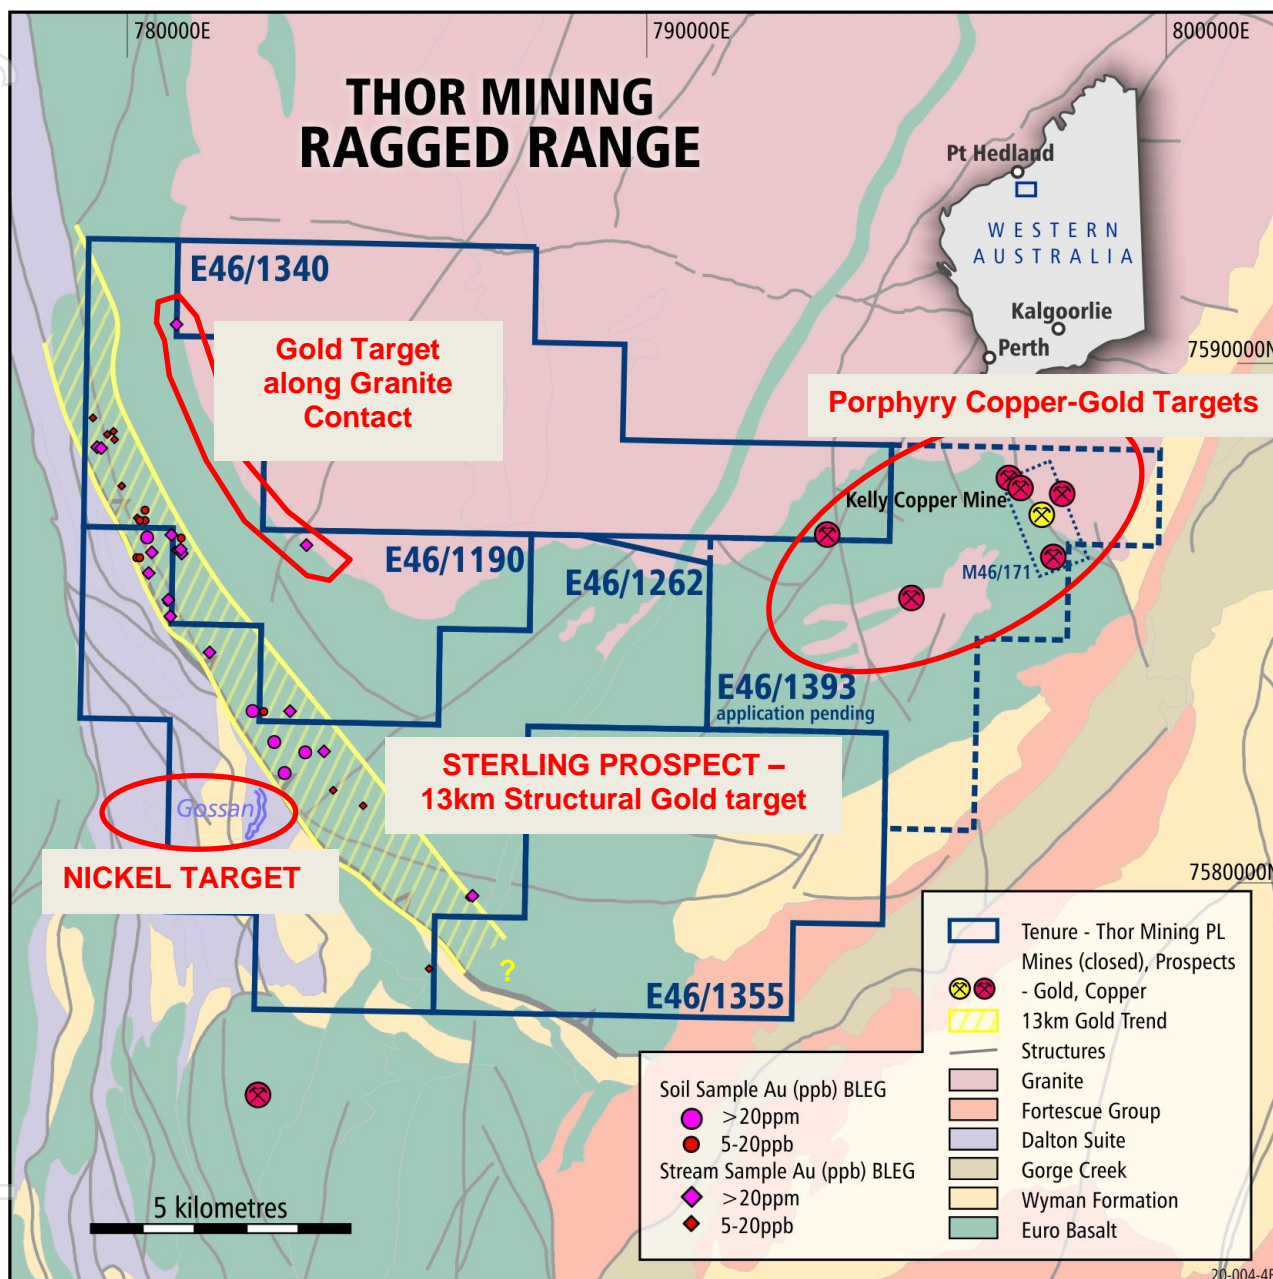 780000E
790000E
800000E
THOR MINING
RAGGED RANGE
Pt Hedland
WESTERN
AUSTRALIA
Kalgoorlie
Perth
7590000N
E46/1340
Gold Target
along Granite
Contact
Porphyry Copper-Gold Targets
Kelly Copper Mine
M46/171
E46/1190
E46/1262
E46/1393
application pending
STERLING PROSPECT –
13km Structural Gold target
Gossan
NICKEL TARGET
7580000N
?
E46/1355
Tenure - Thor Mining PL
Mines (closed), Prospects
- Gold, Copper
13km Gold Trend
Structures
Granite
Fortescue Group
Dalton Suite
Gorge Creek
Wyman Formation
Euro Basalt
Soil Sample Au (ppb) BLEG
>20ppm
5-20ppb
Stream Sample Au (ppb) BLEG
>20ppm
5-20ppb
5 kilometres